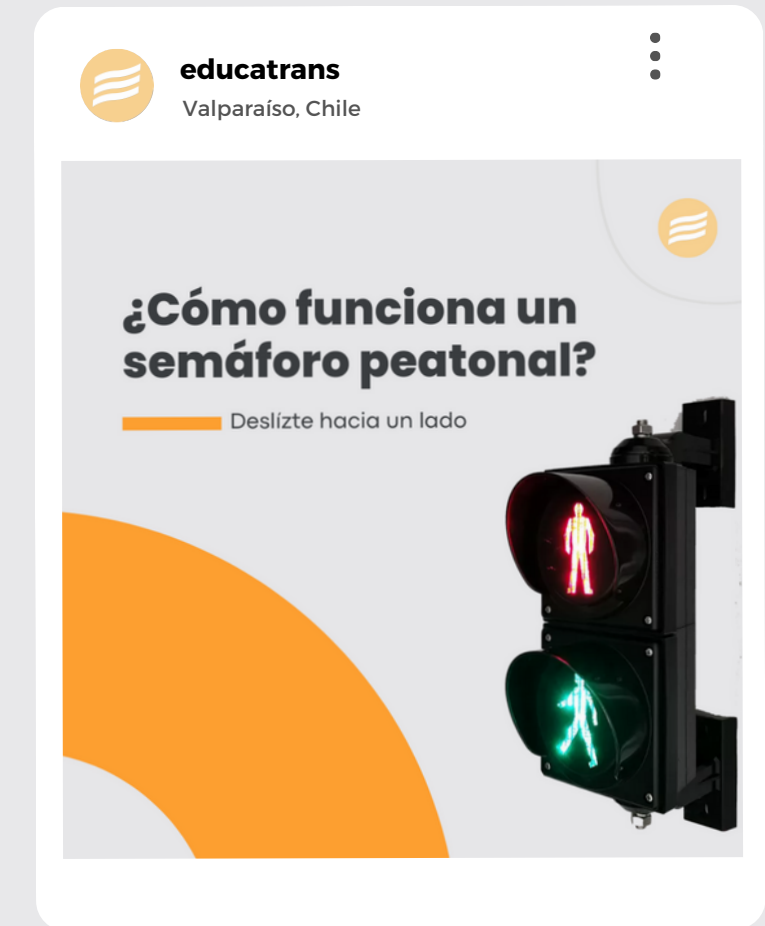 educatrans
Valparaíso, Chile
¿Cómo funciona un
semáforo peatonal?
Deslízte hacia un lado